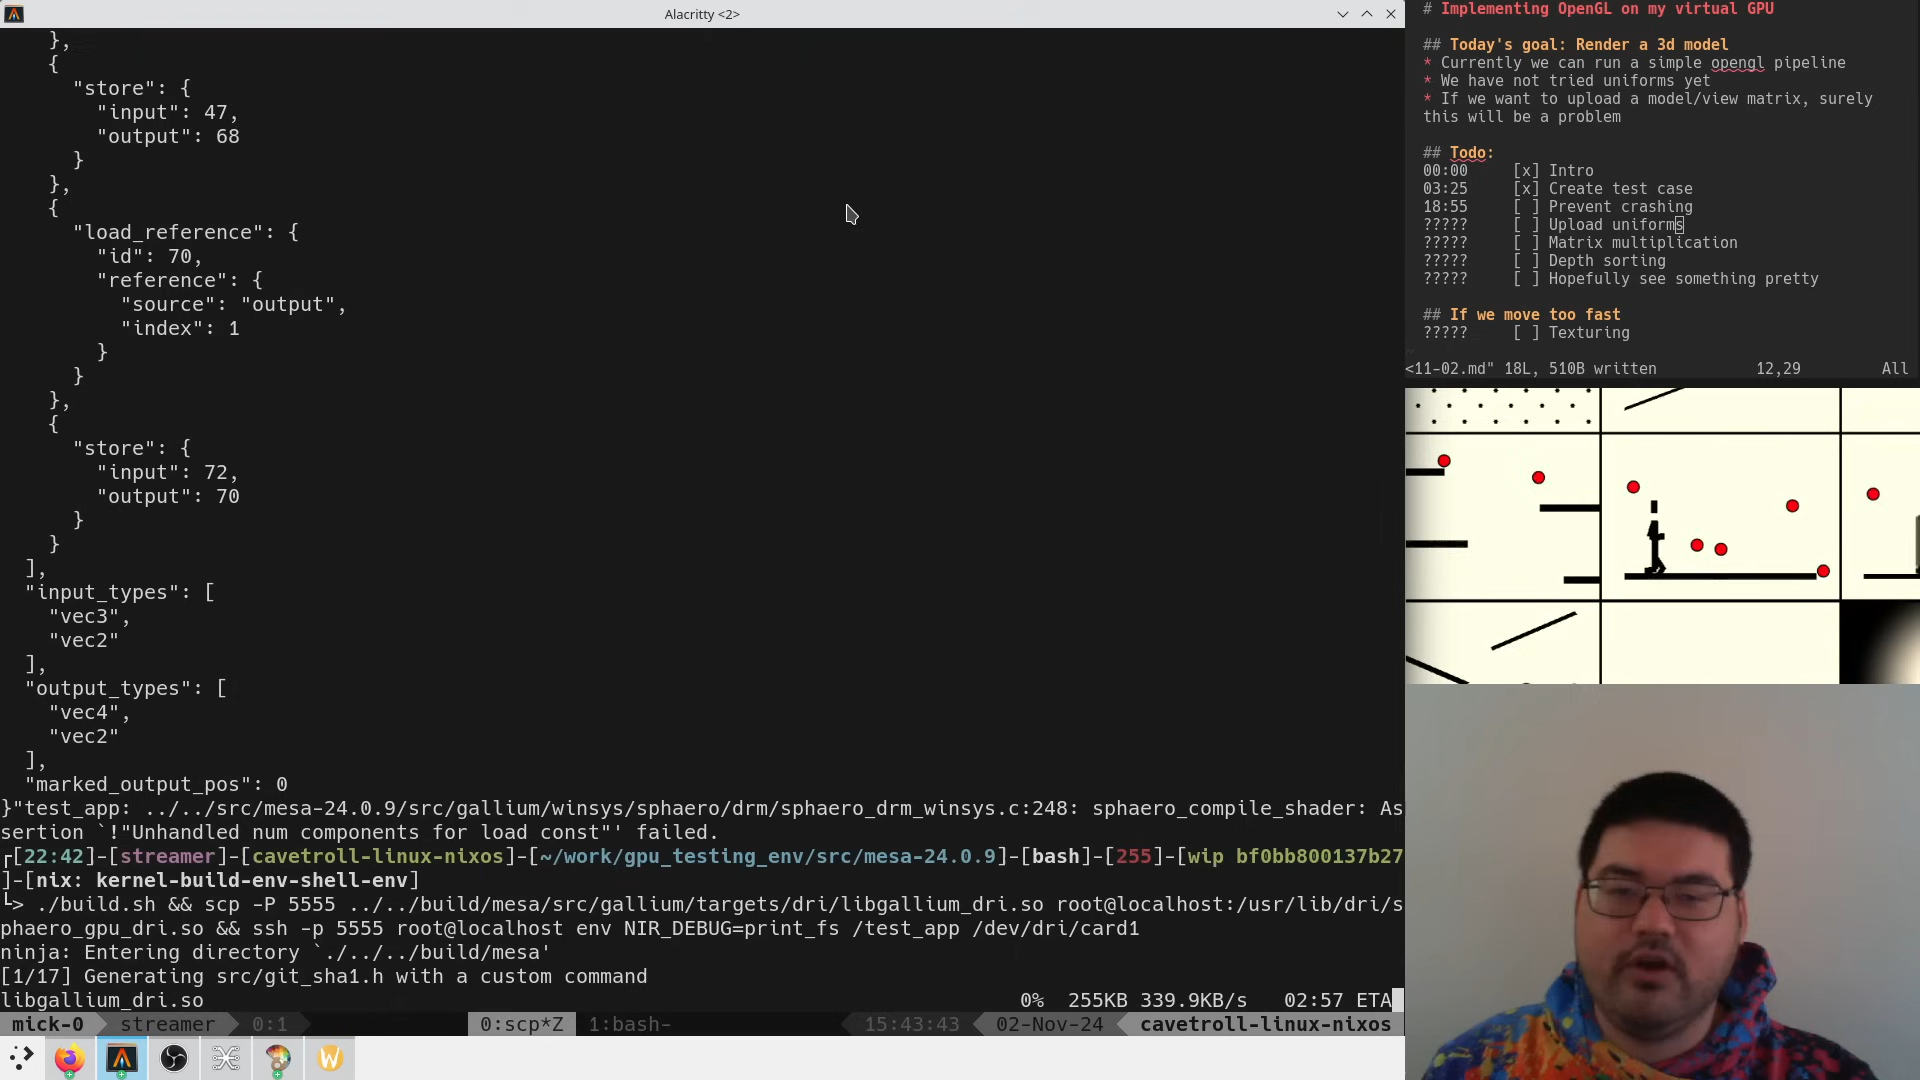 Alacritty <2>
},
{
"store": {
"input": 47,
"output": 68
}
},
{
"load_reference": {
"id": 70,
"reference": {
"source": "output",
"index": 1
}
}
},
{
"store": {
"input": 72,
"output": 70
}
}
],
"input_types": [
"vec3",
"vec2"
],
"output_types": [
"vec4",
"vec2"
],
"marked_output_pos": 0
}"test_app: ../../src/mesa-24.0.9/src/gallium/winsys/sphaero/drm/sphaero_drm_winsys.c:248: sphaero_compile_shader: As
sertion `!"Unhandled num components for load const"' failed.
┌[22:42]-[streamer]-[cavetroll-linux-nixos]-[~/work/gpu_testing_env/src/mesa-24.0.9]-[bash]-[255]-[wip bf0bb800137b27
]-[nix: kernel-build-env-shell-env]
└> ./build.sh && scp -P 5555 ../../build/mesa/src/gallium/targets/dri/libgallium_dri.so root@localhost:/usr/lib/dri/s
phaero_gpu_dri.so && ssh -p 5555 root@localhost env NIR_DEBUG=print_fs /test_app /dev/dri/card1
ninja: Entering directory `./../../build/mesa'
[1/17] Generating src/git_sha1.h with a custom command
libgallium_dri.so 0% 255KB 339.9KB/s 02:57 ETA
mick-0 streamer 0:1 0:scp*Z 1:bash- 15:43:43 02-Nov-24 cavetroll-linux-nixos
# Implementing OpenGL on my virtual GPU
## Today's goal: Render a 3d model
* Currently we can run a simple opengl pipeline
* We have not tried uniforms yet
* If we want to upload a model/view matrix, surely
this will be a problem
## Todo:
00:00 [x] Intro
03:25 [x] Create test case
18:55 [ ] Prevent crashing
????? [ ] Upload uniforms
????? [ ] Matrix multiplication
????? [ ] Depth sorting
????? [ ] Hopefully see something pretty
## If we move too fast
????? [ ] Texturing
~
<11-02.md" 18L, 510B written 12,29 All